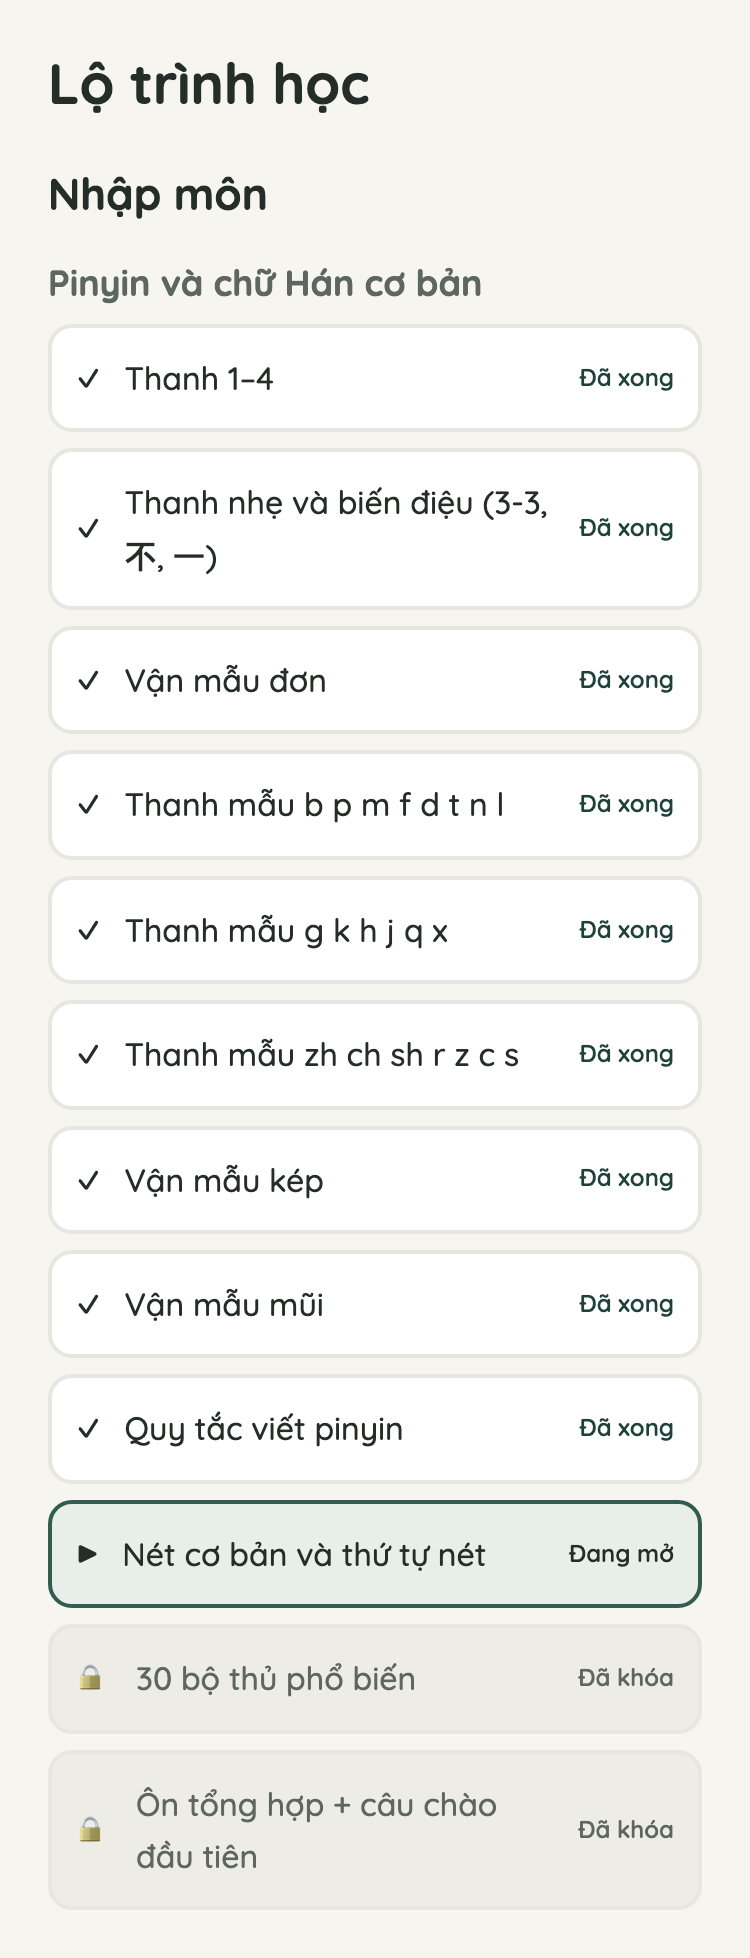 Lộ trình học
Nhập môn
Pinyin và chữ Hán cơ bản
Thanh 1–4
Đã xong
Thanh nhẹ và biến điệu (3-3,
不, 一)
Đã xong
Vận mẫu đơn
Đã xong
Thanh mẫu b p m f d t n l
Đã xong
Thanh mẫu g k h j q x
Đã xong
Thanh mẫu zh ch sh r z c s
Đã xong
Vận mẫu kép
Đã xong
Vận mẫu mũi
Đã xong
Quy tắc viết pinyin
Đã xong
Nét cơ bản và thứ tự nét
Đang mở
30 bộ thủ phổ biến
Đã khóa
Ôn tổng hợp + câu chào
đầu tiên
Đã khóa